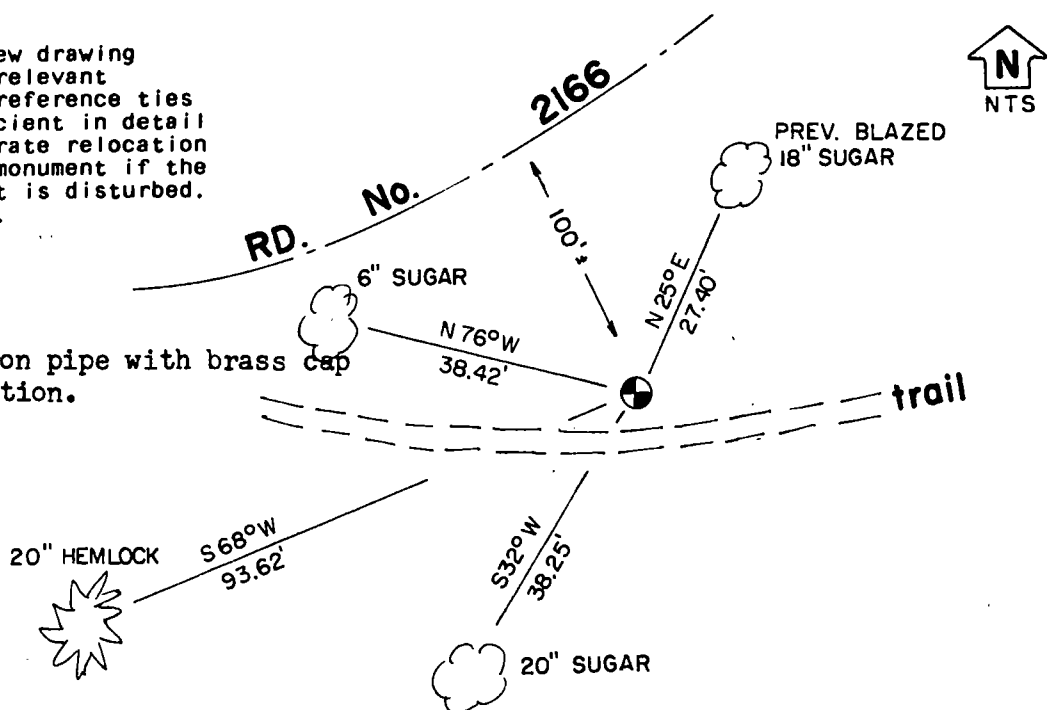 ew drawing
relevant
reference ties
cient in detail
rate relocation
monument if the
t is disturbed.
N
NTS
RD. No. 2166
PREV. BLAZED
18" SUGAR
100'±
6" SUGAR
N 25° E
27.40'
N 76° W
38.42'
on pipe with brass cap
tion.
trail
S 68° W
93.62'
20" HEMLOCK
S 32° W
38.25'
20" SUGAR